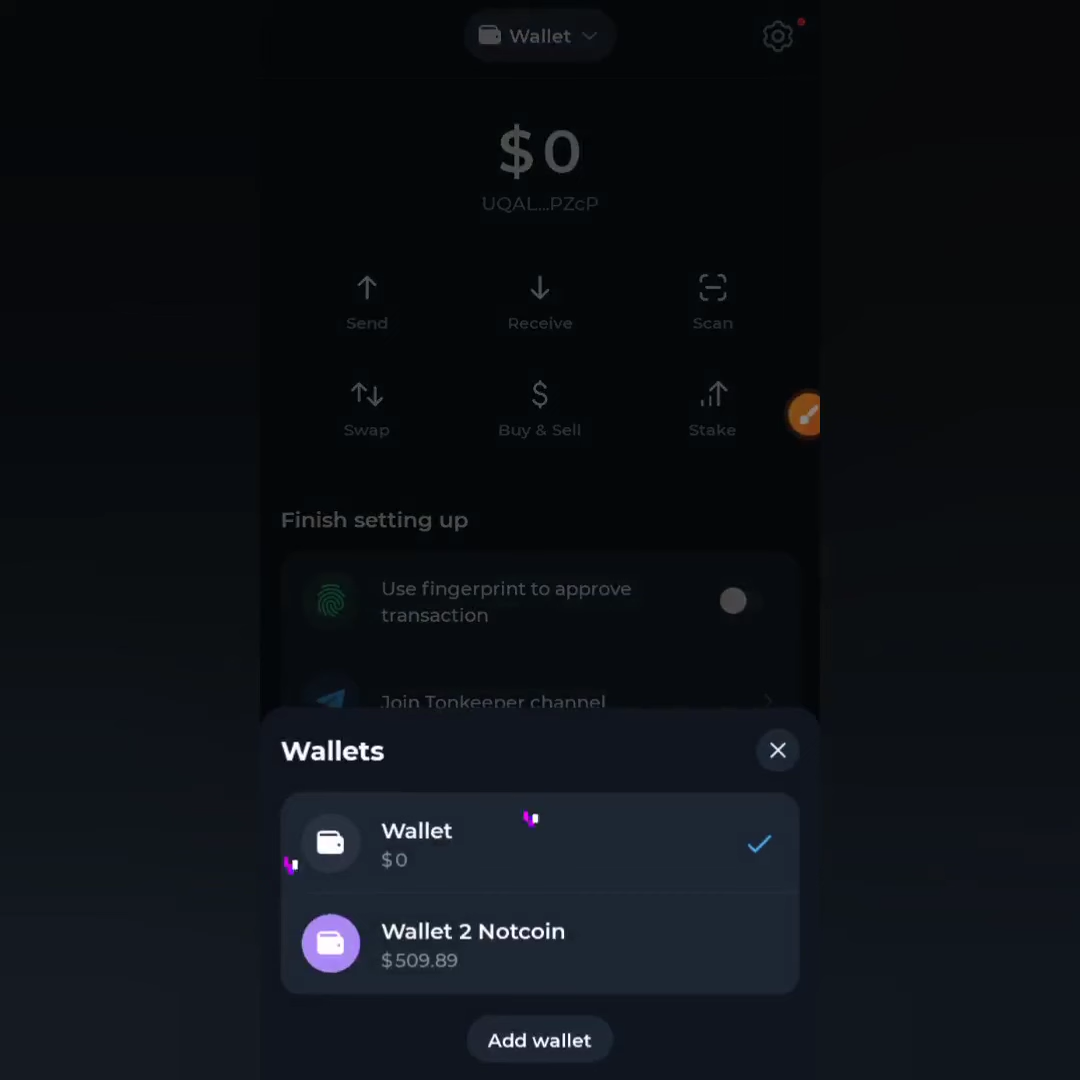 Wallet
$0
UQAL...PZcP
Send
Receive
Scan
Swap
Buy & Sell
Stake
Finish setting up
Use fingerprint to approve
transaction
Join Tonkeeper channel
Wallets
Wallet
$0
Wallet 2 Notcoin
$509.89
Add wallet